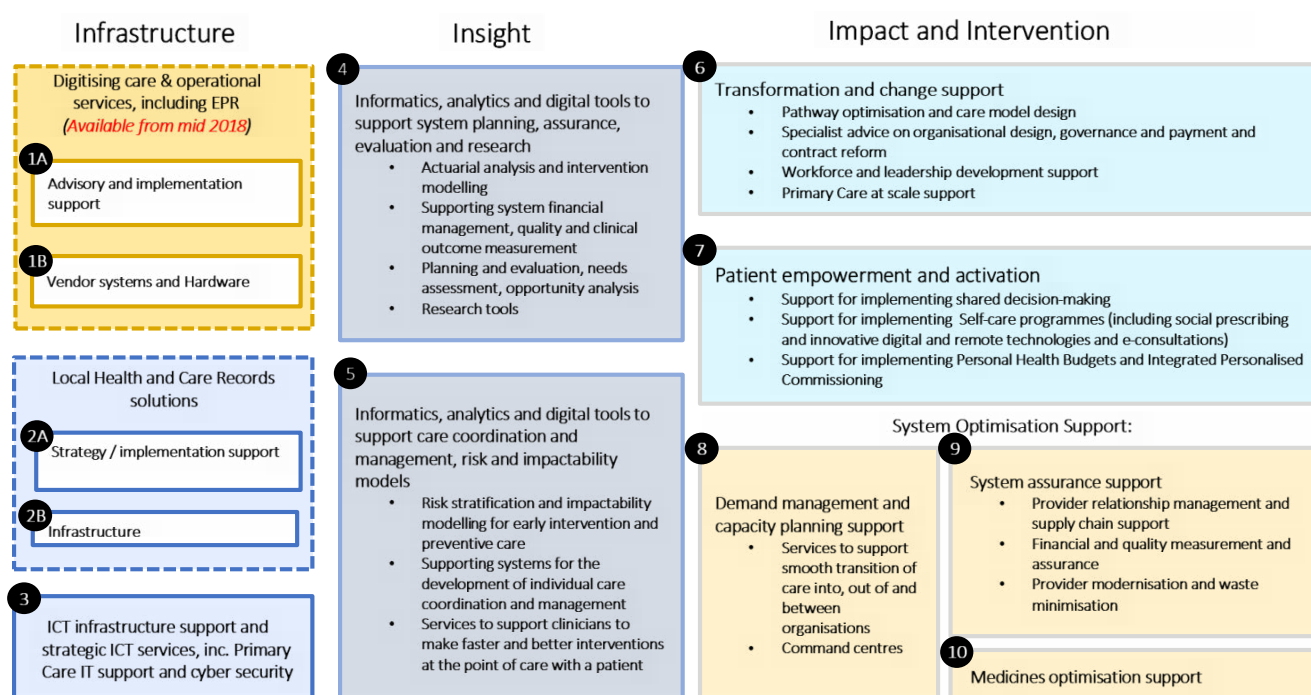 Infrastructure
Digitising care & operational
services, including EPR
(Available from mid 2018)
1A
Advisory and implementation
support
1B
Vendor systems and Hardware
Local Health and Care Records
solutions
2A
Strategy / implementation support
2B
Infrastructure
3
ICT infrastructure support and
strategic ICT services, inc. Primary
Care IT support and cyber security
Insight
4
Informatics, analytics and digital tools to
support system planning, assurance,
evaluation and research
• Actuarial analysis and intervention
modelling
• Supporting system financial
management, quality and clinical
outcome measurement
• Planning and evaluation, needs
assessment, opportunity analysis
• Research tools
5
Informatics, analytics and digital tools to
support care coordination and
management, risk and impactability
models
• Risk stratification and impactability
modelling for early intervention and
preventive care
• Supporting systems for the
development of individual care
coordination and management
• Services to support clinicians to
make faster and better interventions
at the point of care with a patient
Impact and Intervention
6
Transformation and change support
• Pathway optimisation and care model design
• Specialist advice on organisational design, governance and payment and
contract reform
• Workforce and leadership development support
• Primary Care at scale support
7
Patient empowerment and activation
• Support for implementing shared decision-making
• Support for implementing Self-care programmes (including social prescribing
and innovative digital and remote technologies and e-consultations)
• Support for implementing Personal Health Budgets and Integrated Personalised
Commissioning
System Optimisation Support:
8
Demand management and
capacity planning support
• Services to support
smooth transition of
care into, out of and
between
organisations
• Command centres
9
System assurance support
• Provider relationship management and
supply chain support
• Financial and quality measurement and
assurance
• Provider modernisation and waste
minimisation
10
Medicines optimisation support